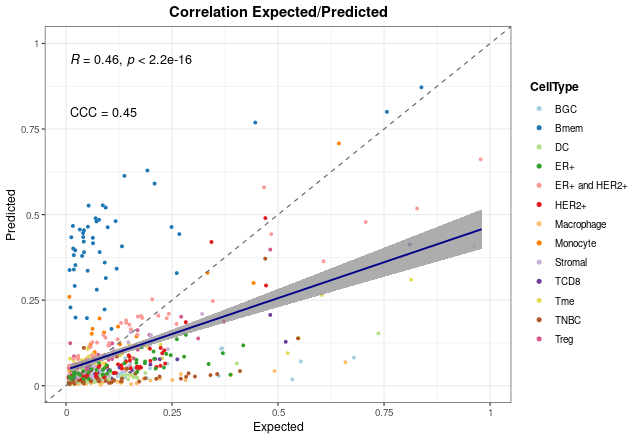 Correlation Expected/Predicted
R = 0.46, p < 2.2e-16
CCC = 0.45
Predicted
1
0.75
0.5
0.25
0
0
0.25
0.5
0.75
1
Expected
CellType
BGC
Bmem
DC
ER+
ER+ and HER2+
HER2+
Macrophage
Monocyte
Stromal
TCD8
Tme
TNBC
Treg